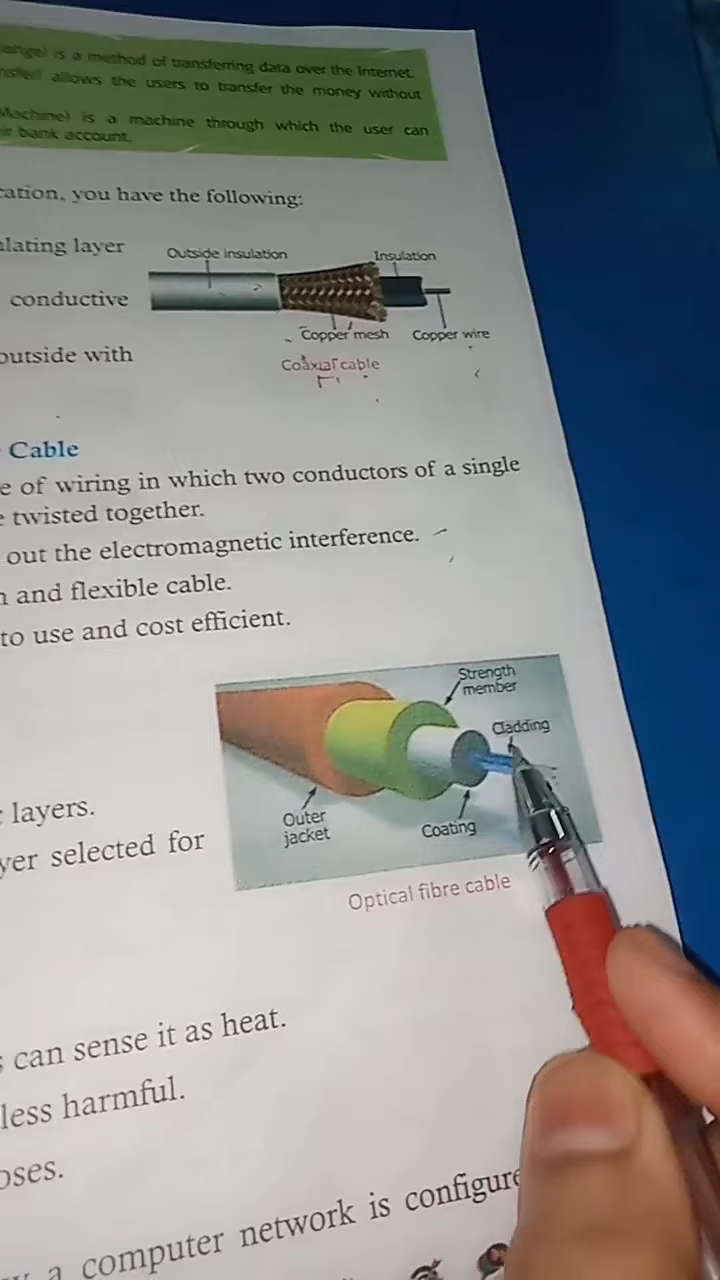 is a method of transferring data over the Internet.
allows the users to transfer the money without
Machine) is a machine through which the user can
bank account.
cation, you have the following:
lating layer
conductive
outside with
Outside insulation
Insulation
Copper mesh
Copper wire
Coaxial cable
Cable
e of wiring in which two conductors of a single
twisted together.
out the electromagnetic interference.
and flexible cable.
to use and cost efficient.
Strength
member
Cladding
Outer
jacket
Coating
Optical fibre cable
layers.
yer selected for
can sense it as heat.
less harmful.
oses.
a computer network is configure